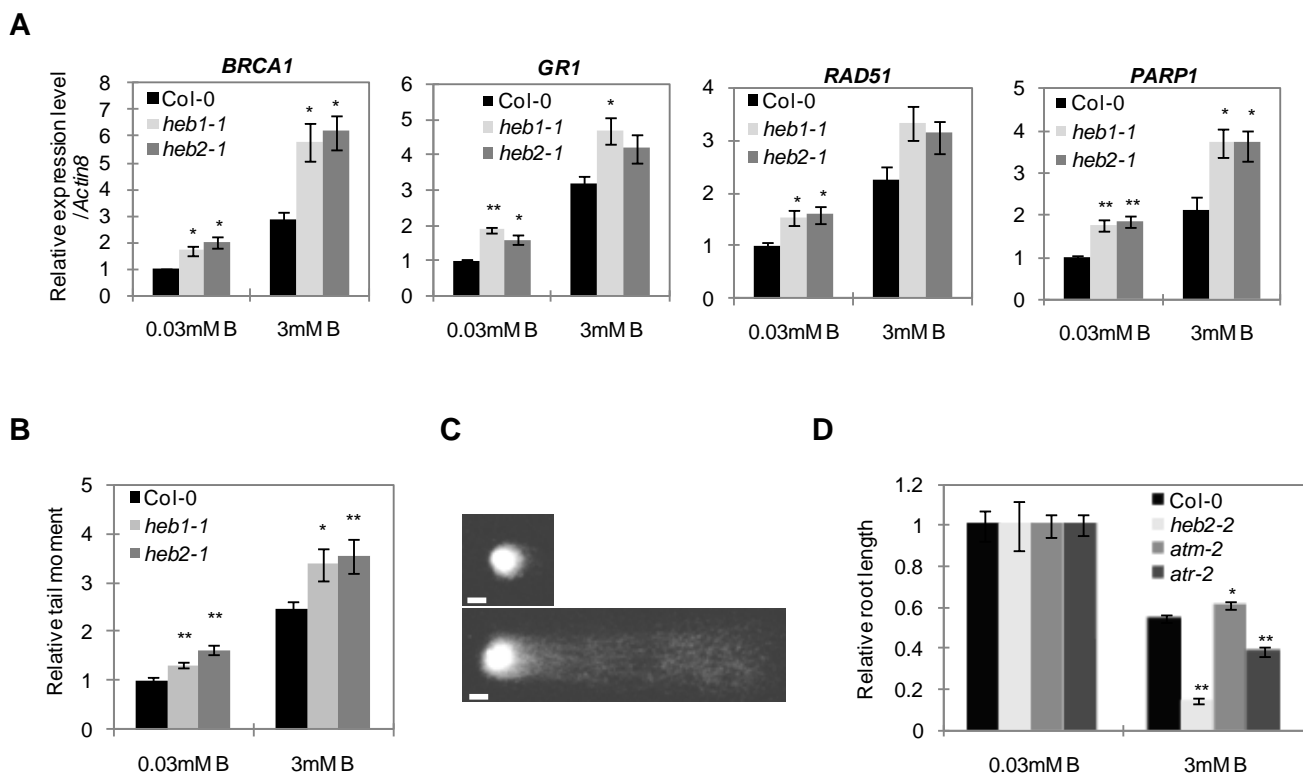 A
BRCA1
Relative expression level
/Actin8
8
7
6
5
4
3
2
1
0
Col-0
heb1-1
heb2-1
* *
* *
0.03mM B 3mM B
GR1
6
5
4
3
2
1
0
Col-0
heb1-1
heb2-1
** *
*
0.03mM B 3mM B
RAD51
4
3
2
1
0
Col-0
heb1-1
heb2-1
* *
0.03mM B 3mM B
PARP1
5
4
3
2
1
0
Col-0
heb1-1
heb2-1
** **
* *
0.03mM B 3mM B
B
Relative tail moment
5
4
3
2
1
0
Col-0
heb1-1
heb2-1
** **
* **
0.03mM B 3mM B
C
D
Relative root length
1.2
1
0.8
0.6
0.4
0.2
0
Col-0
heb2-2
atm-2
atr-2
** * **
0.03mM B 3mM B